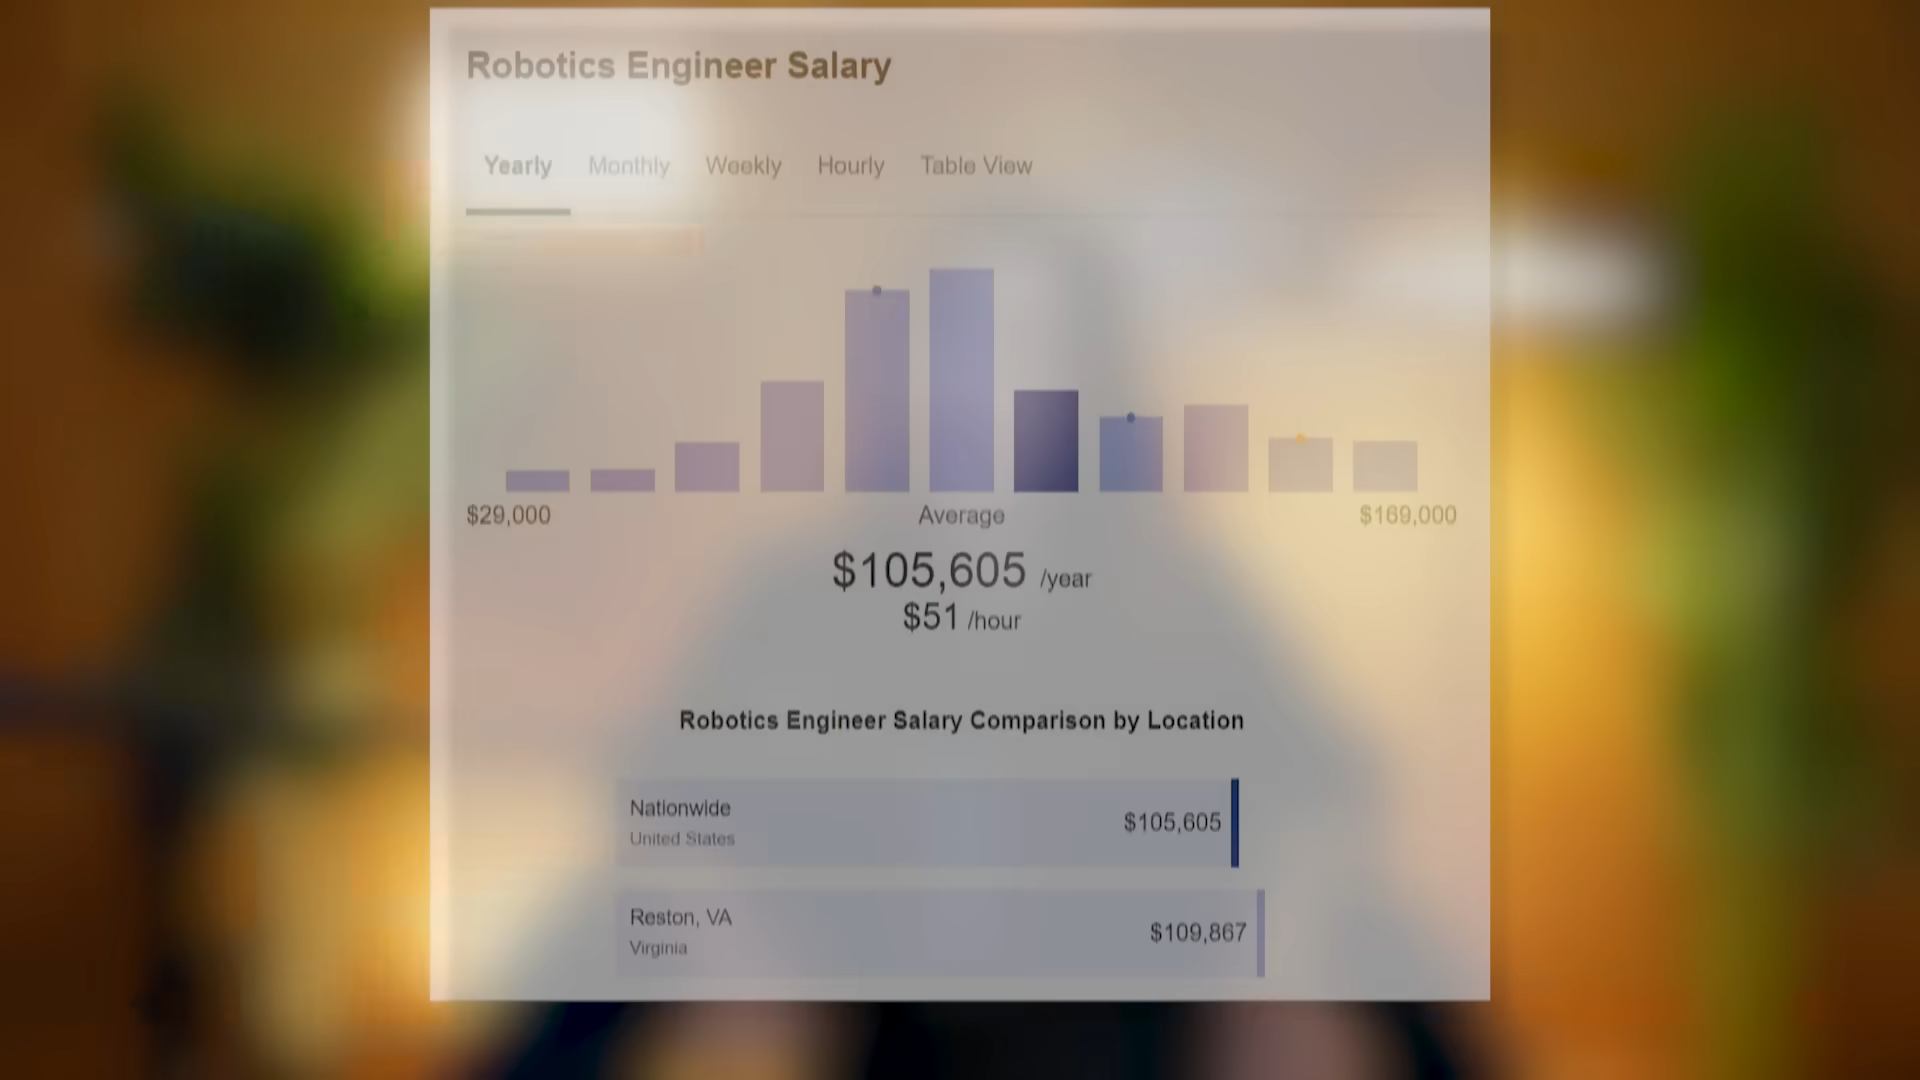 Robotics Engineer Salary
Yearly Monthly Weekly Hourly Table View
$29,000 Average $169,000
$105,605 /year
$51 /hour
Robotics Engineer Salary Comparison by Location
Nationwide
United States
$105,605
Reston, VA
Virginia
$109,867